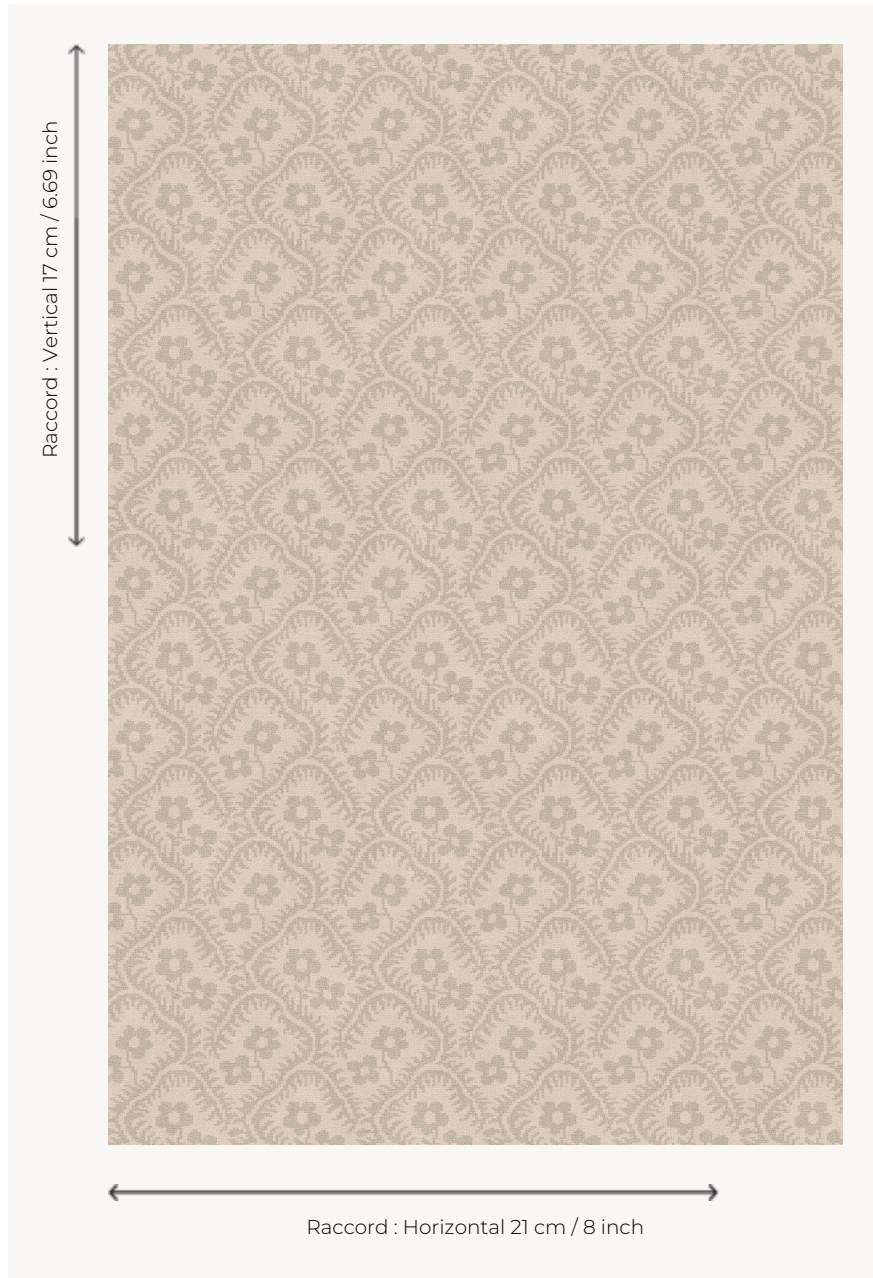 Raccord : Vertical 17 cm / 6.69 inch
Raccord : Horizontal 21 cm / 8 inch